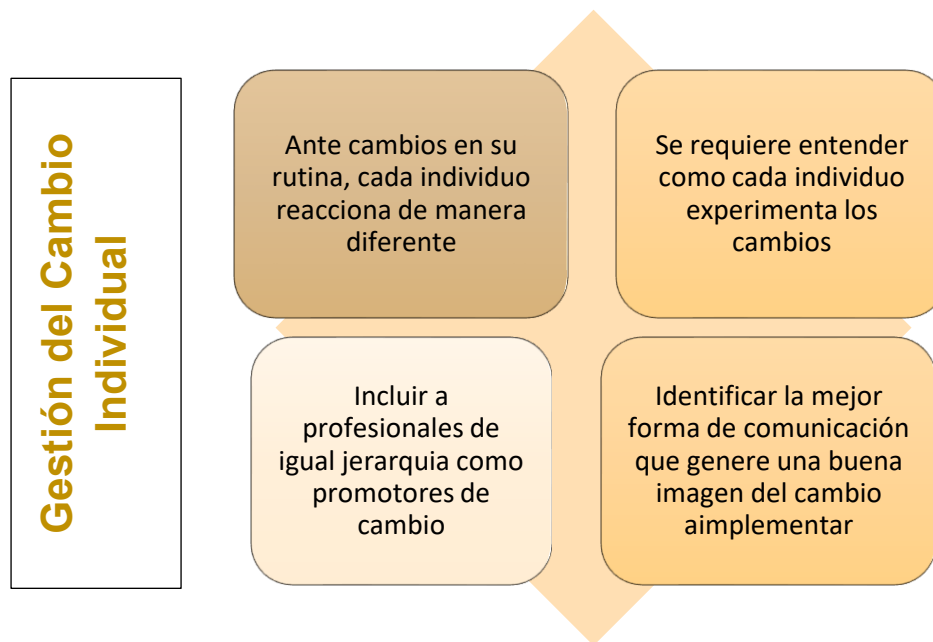 Gestión del Cambio
Individual
Ante cambios en su
rutina, cada individuo
reacciona de manera
diferente
Se requiere entender
como cada individuo
experimenta los
cambios
Incluir a
profesionales de
igual jerarquia como
promotores de
cambio
Identificar la mejor
forma de comunicación
que genere una buena
imagen del cambio
aimplementar